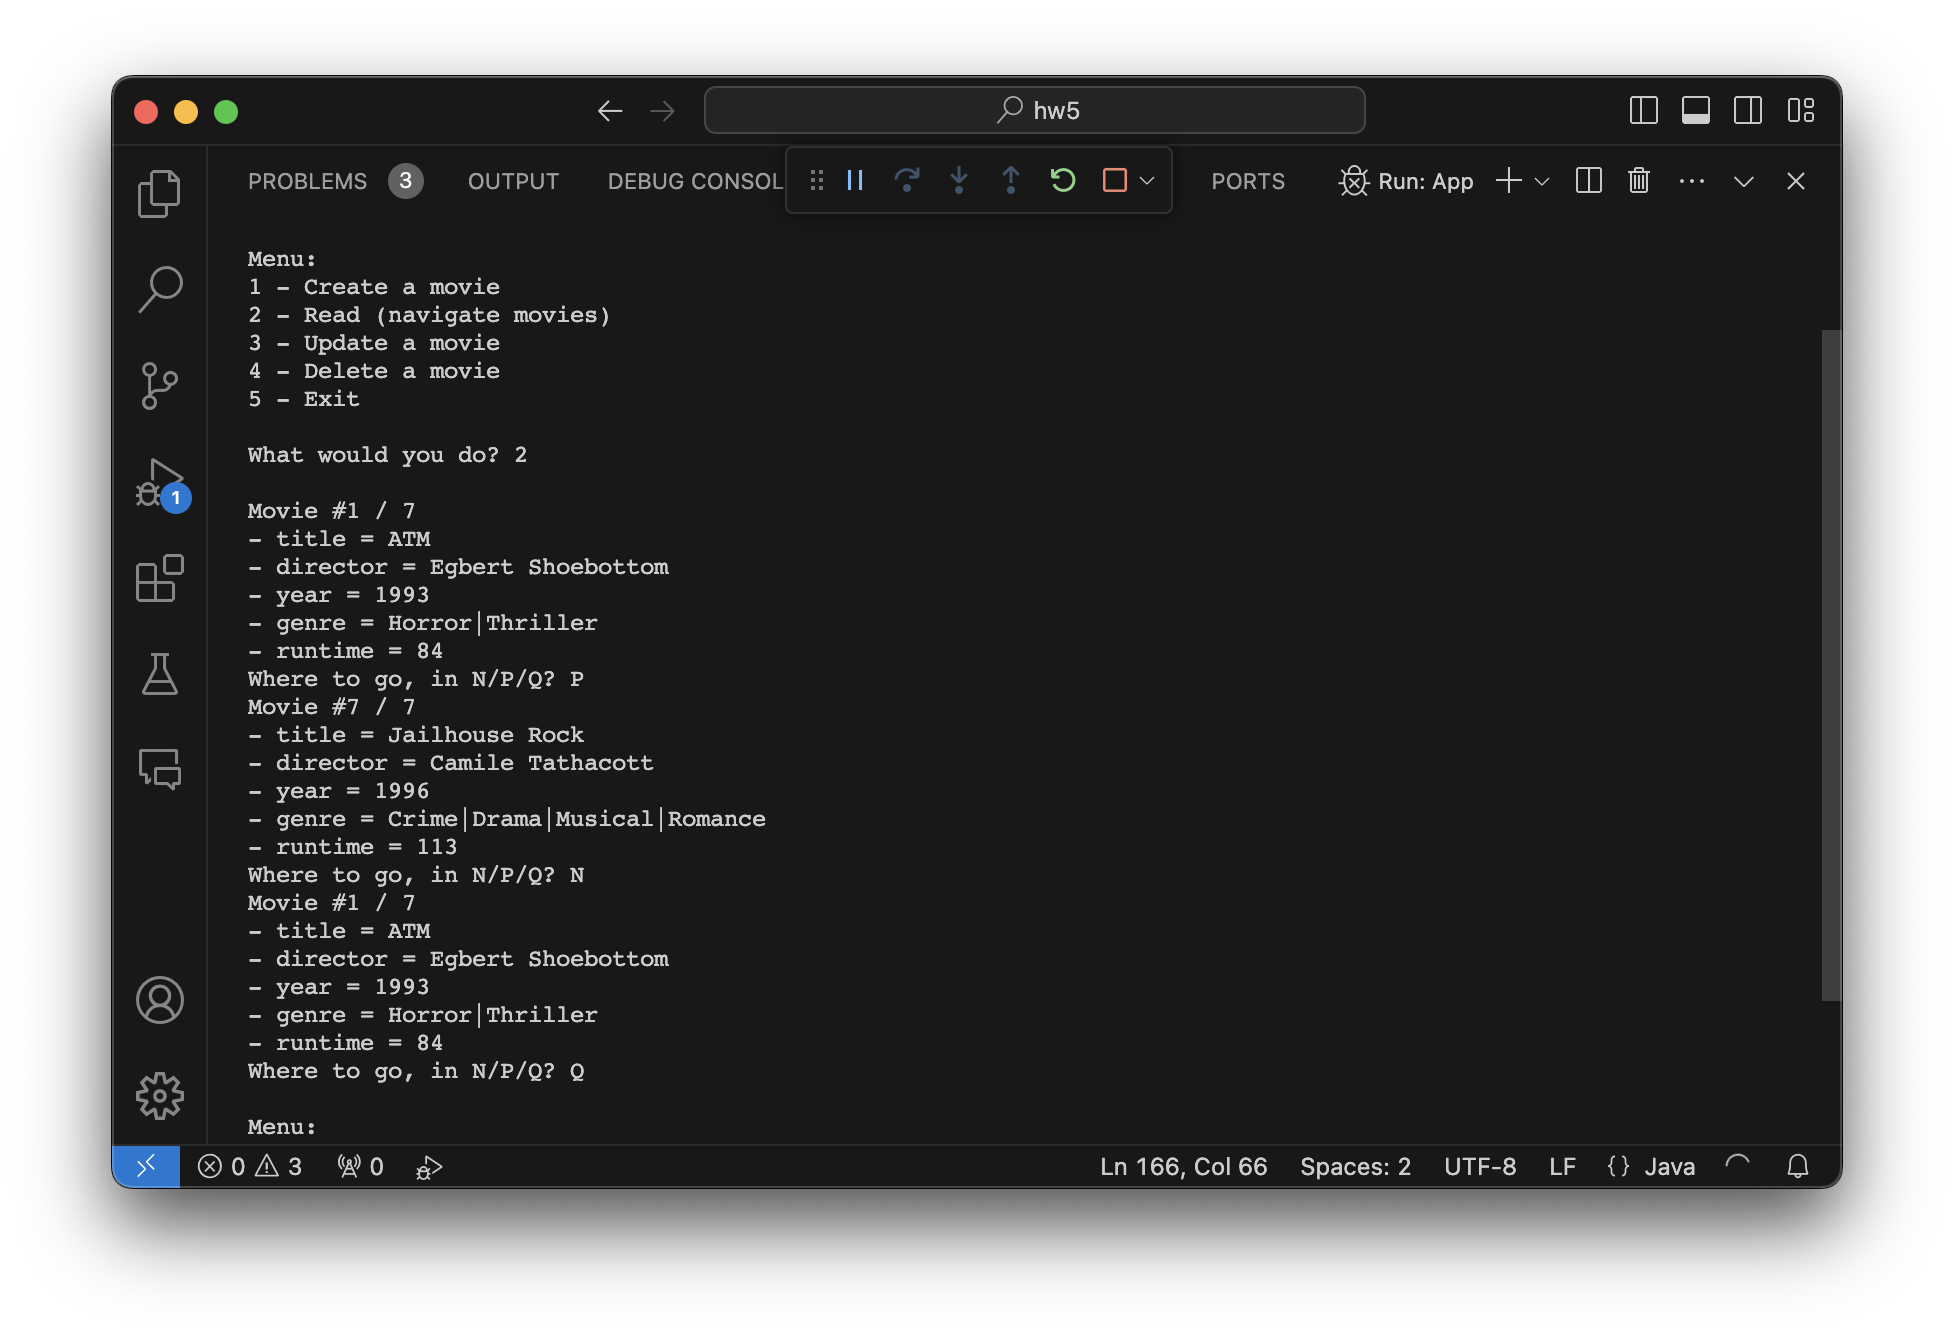 hw5
PROBLEMS 3 OUTPUT DEBUG CONSOL PORTS Run: App
Menu:
1 - Create a movie
2 - Read (navigate movies)
3 - Update a movie
4 - Delete a movie
5 - Exit
What would you do? 2
Movie #1 / 7
- title = ATM
- director = Egbert Shoebottom
- year = 1993
- genre = Horror|Thriller
- runtime = 84
Where to go, in N/P/Q? P
Movie #7 / 7
- title = Jailhouse Rock
- director = Camile Tathacott
- year = 1996
- genre = Crime|Drama|Musical|Romance
- runtime = 113
Where to go, in N/P/Q? N
Movie #1 / 7
- title = ATM
- director = Egbert Shoebottom
- year = 1993
- genre = Horror|Thriller
- runtime = 84
Where to go, in N/P/Q? Q
Menu:
1
0 3 0 Ln 166, Col 66 Spaces: 2 UTF-8 LF {} Java